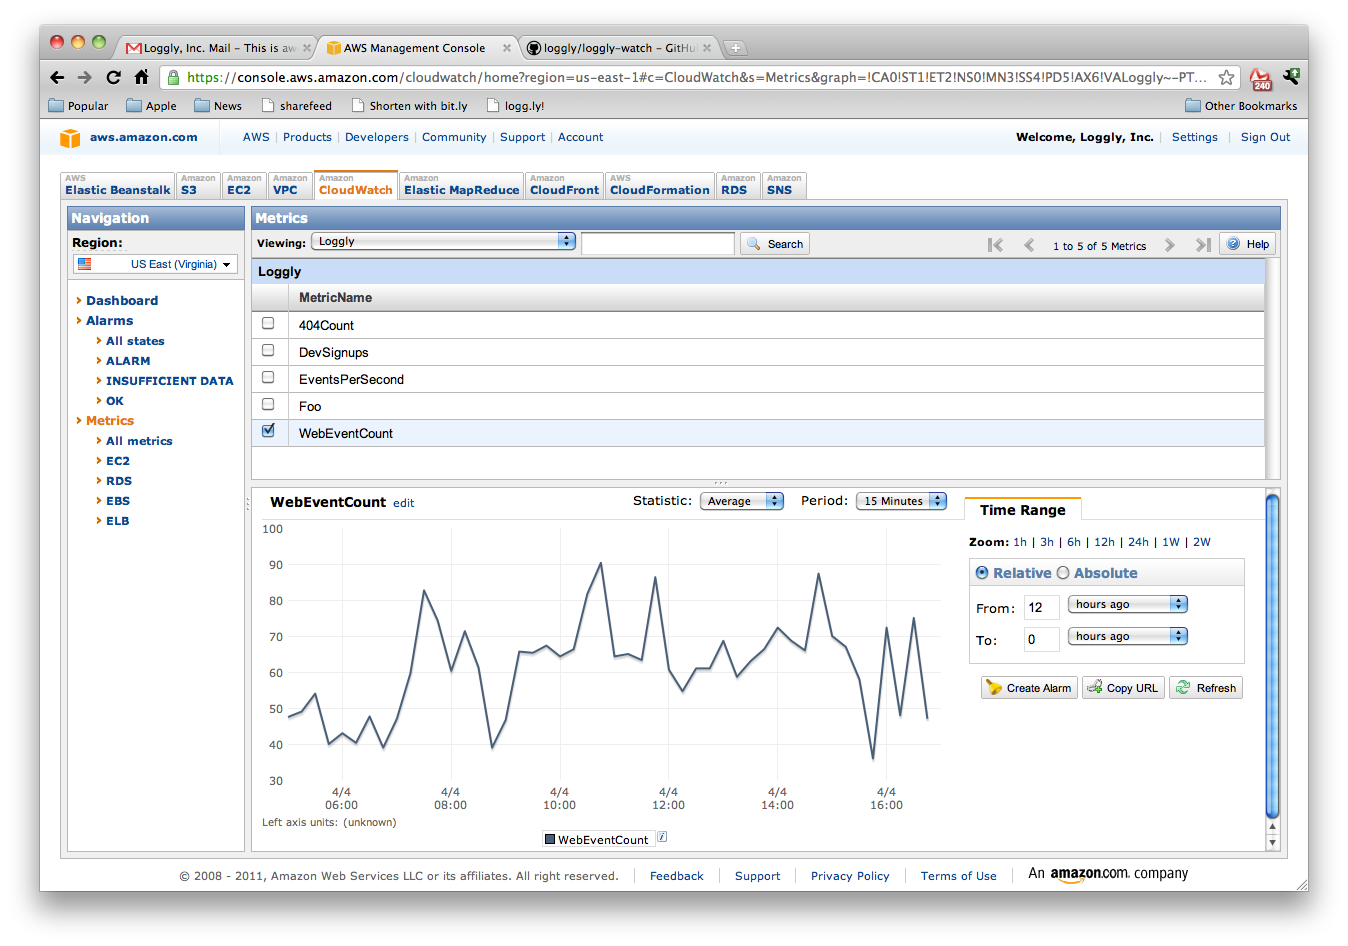 Loggly, Inc. Mail – This is aw
AWS Management Console
loggly/loggly-watch – GitHu
https://console.aws.amazon.com/cloudwatch/home?region=us-east-1#c=CloudWatch&s=Metrics&graph=!CA0!ST1!ET2!NS0!MN3!SS4!PD5!AX6!VALoggly~-PT...
240
Popular Apple News sharefeed Shorten with bit.ly logg.ly! Other Bookmarks
aws.amazon.com AWS | Products | Developers | Community | Support | Account Welcome, Loggly, Inc. | Settings | Sign Out
AWS Elastic Beanstalk
Amazon S3
Amazon EC2
Amazon VPC
Amazon CloudWatch
Amazon Elastic MapReduce
Amazon CloudFront
AWS CloudFormation
Amazon RDS
Amazon SNS
Navigation
Region:
US East (Virginia)
Dashboard
Alarms
All states
ALARM
INSUFFICIENT DATA
OK
Metrics
All metrics
EC2
RDS
EBS
ELB
Metrics
Viewing: Loggly Search 1 to 5 of 5 Metrics Help
Loggly
MetricName
404Count
DevSignups
EventsPerSecond
Foo
WebEventCount
WebEventCount edit Statistic: Average Period: 15 Minutes
100
90
80
70
60
50
40
30
4/4 4/4 4/4 4/4 4/4 4/4
06:00 08:00 10:00 12:00 14:00 16:00
Left axis units: (unknown)
WebEventCount i
Time Range
Zoom: 1h | 3h | 6h | 12h | 24h | 1W | 2W
Relative Absolute
From: 12 hours ago
To: 0 hours ago
Create Alarm Copy URL Refresh
© 2008 - 2011, Amazon Web Services LLC or its affiliates. All right reserved. | Feedback | Support | Privacy Policy | Terms of Use | An amazon.com. company